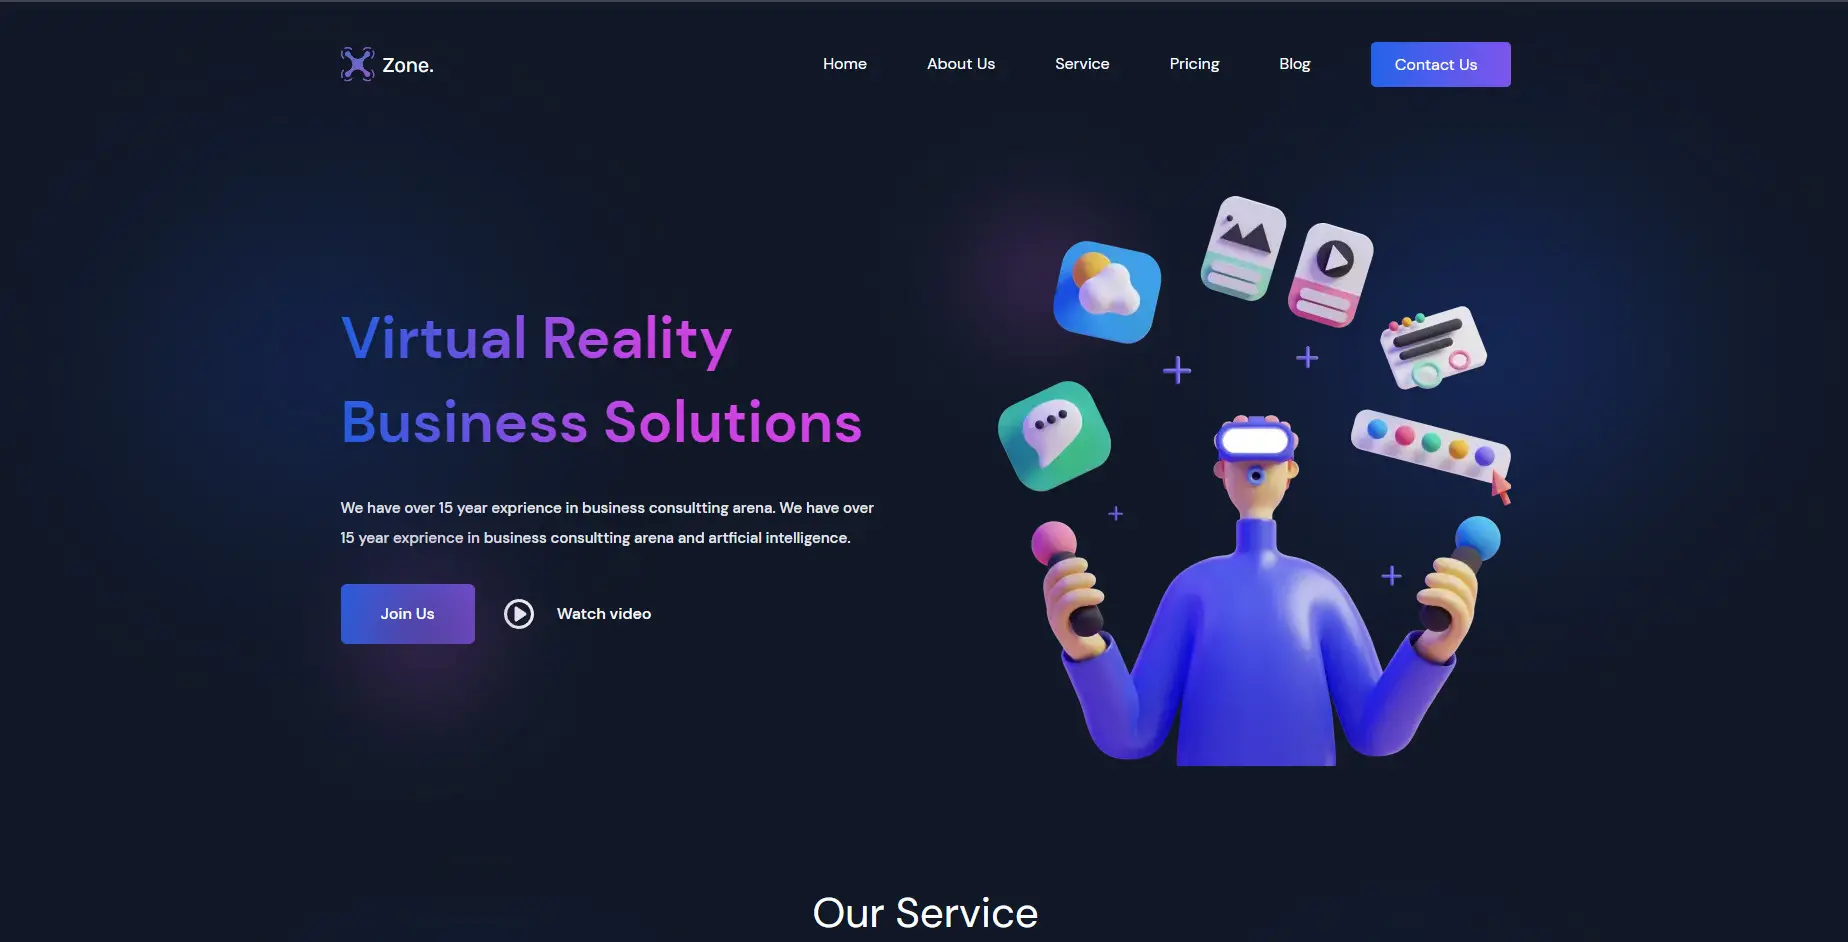 Zone.
Home
About Us
Service
Pricing
Blog
Contact Us
Virtual Reality
Business Solutions
We have over 15 year exprience in business consultting arena. We have over
15 year exprience in business consultting arena and artficial intelligence.
Join Us
Watch video
Our Service